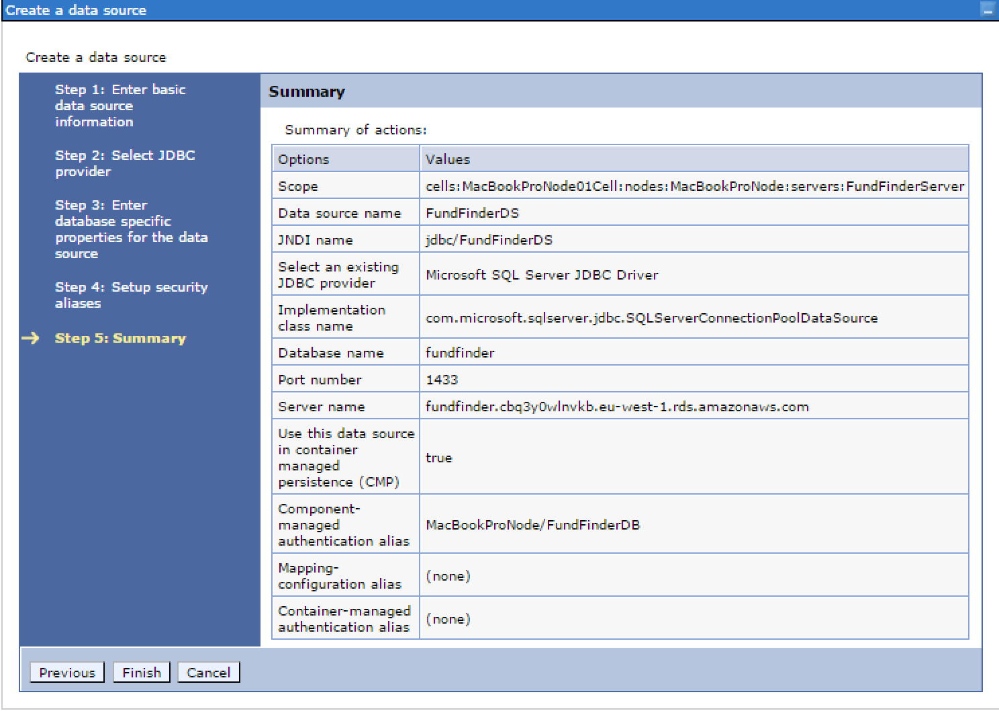 Create a data source
Create a data source
Step 1: Enter basic
data source
information
Step 2: Select JDBC
provider
Step 3: Enter
database specific
properties for the data
source
Step 4: Setup security
aliases
Step 5: Summary
Summary
Summary of actions:
Options Values
Scope cells:MacBookProNode01Cell:nodes:MacBookProNode:servers:FundFinderServer
Data source name FundFinderDS
JNDI name jdbc/FundFinderDS
Select an existing
JDBC provider
Microsoft SQL Server JDBC Driver
Implementation
class name
com.microsoft.sqlserver.jdbc.SQLServerConnectionPoolDataSource
Database name fundfinder
Port number 1433
Server name fundfinder.cbq3y0wlnvkb.eu-west-1.rds.amazonaws.com
Use this data source
in container
managed
persistence (CMP)
true
Component-
managed
authentication alias
MacBookProNode/FundFinderDB
Mapping-
configuration alias
(none)
Container-managed
authentication alias
(none)
Previous Finish Cancel